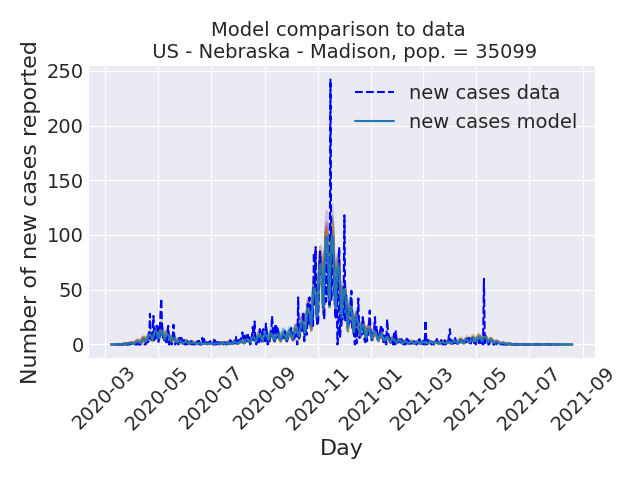 Model comparison to data
US - Nebraska - Madison, pop. = 35099
Number of new cases reported
250
200
150
100
50
0
new cases data
new cases model
2020-03
2020-05
2020-07
2020-09
2020-11
2021-01
2021-03
2021-05
2021-07
2021-09
Day